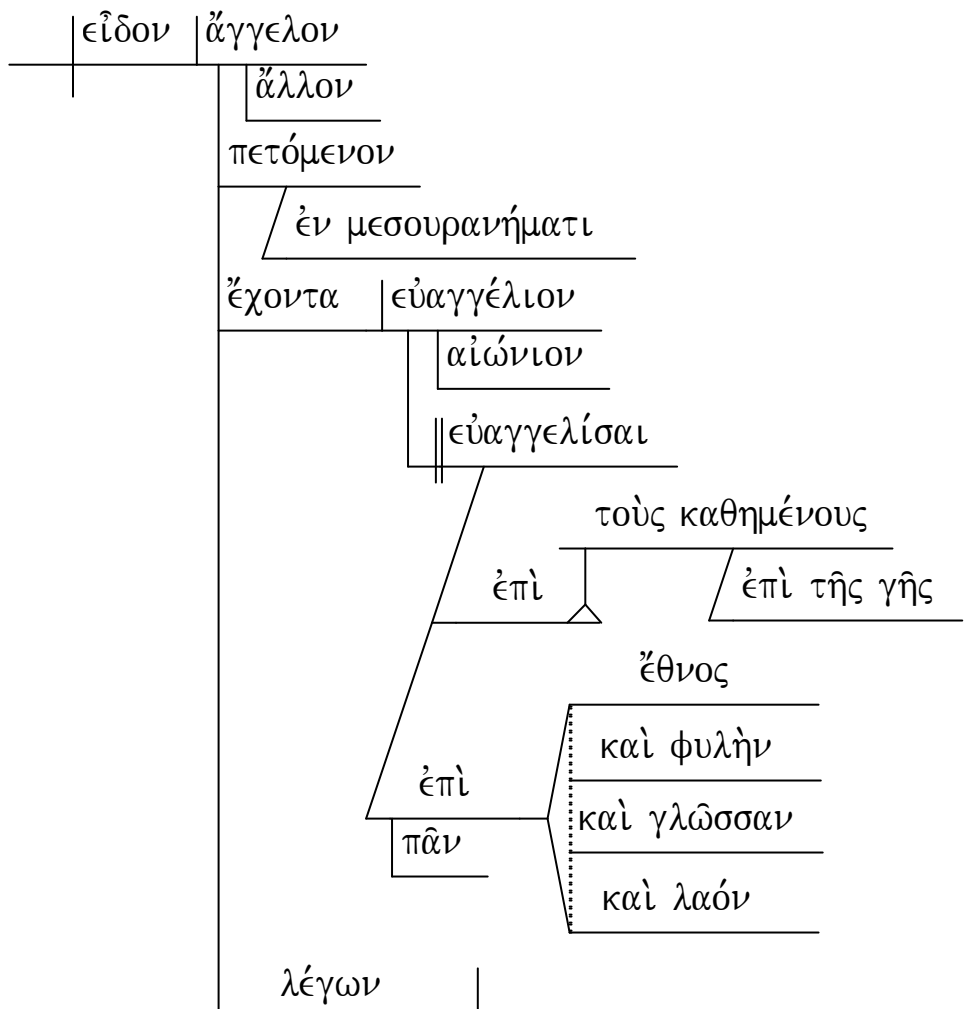 εἶδον ἄγγελον
ἄλλον
πετόμενον
ἐν μεσουρανήματι
ἔχοντα εὐαγγέλιον
αἰώνιον
εὐαγγελίσαι
τοὺς καθημένους
ἐπὶ ἐπὶ τῆς γῆς
ἔθνος
καὶ φυλὴν
ἐπὶ
καὶ γλῶσσαν
πᾶν
καὶ λαόν
λέγων